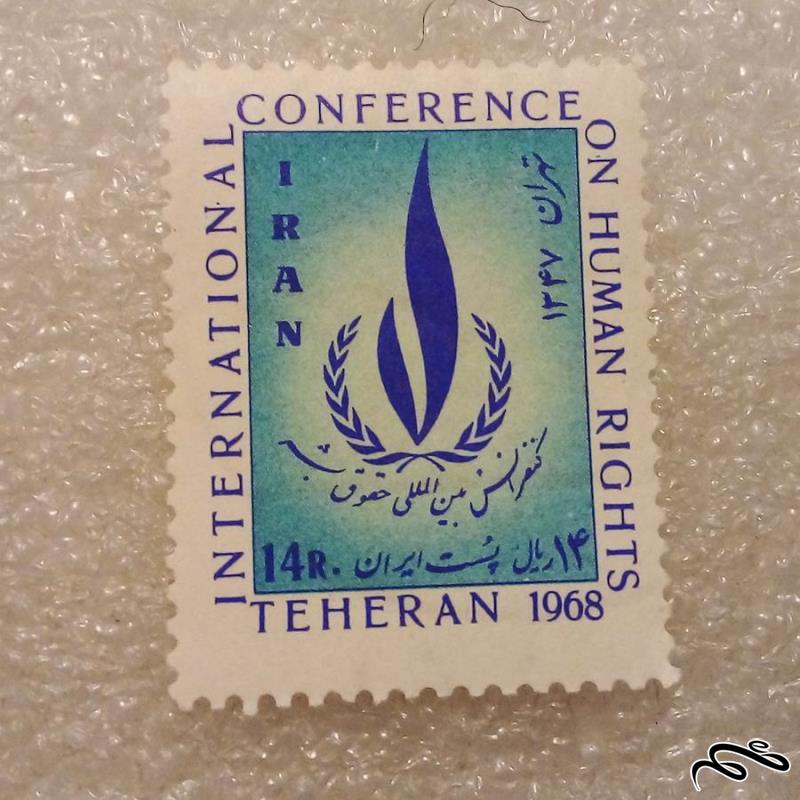 INTERNATIONAL CONFERENCE ON HUMAN RIGHTS
IRAN
تهران ۱۳۴۷
کنفرانس بین المللی حقوق بشر
14R. ۱۴ ریال پست ایران
TEHERAN 1968